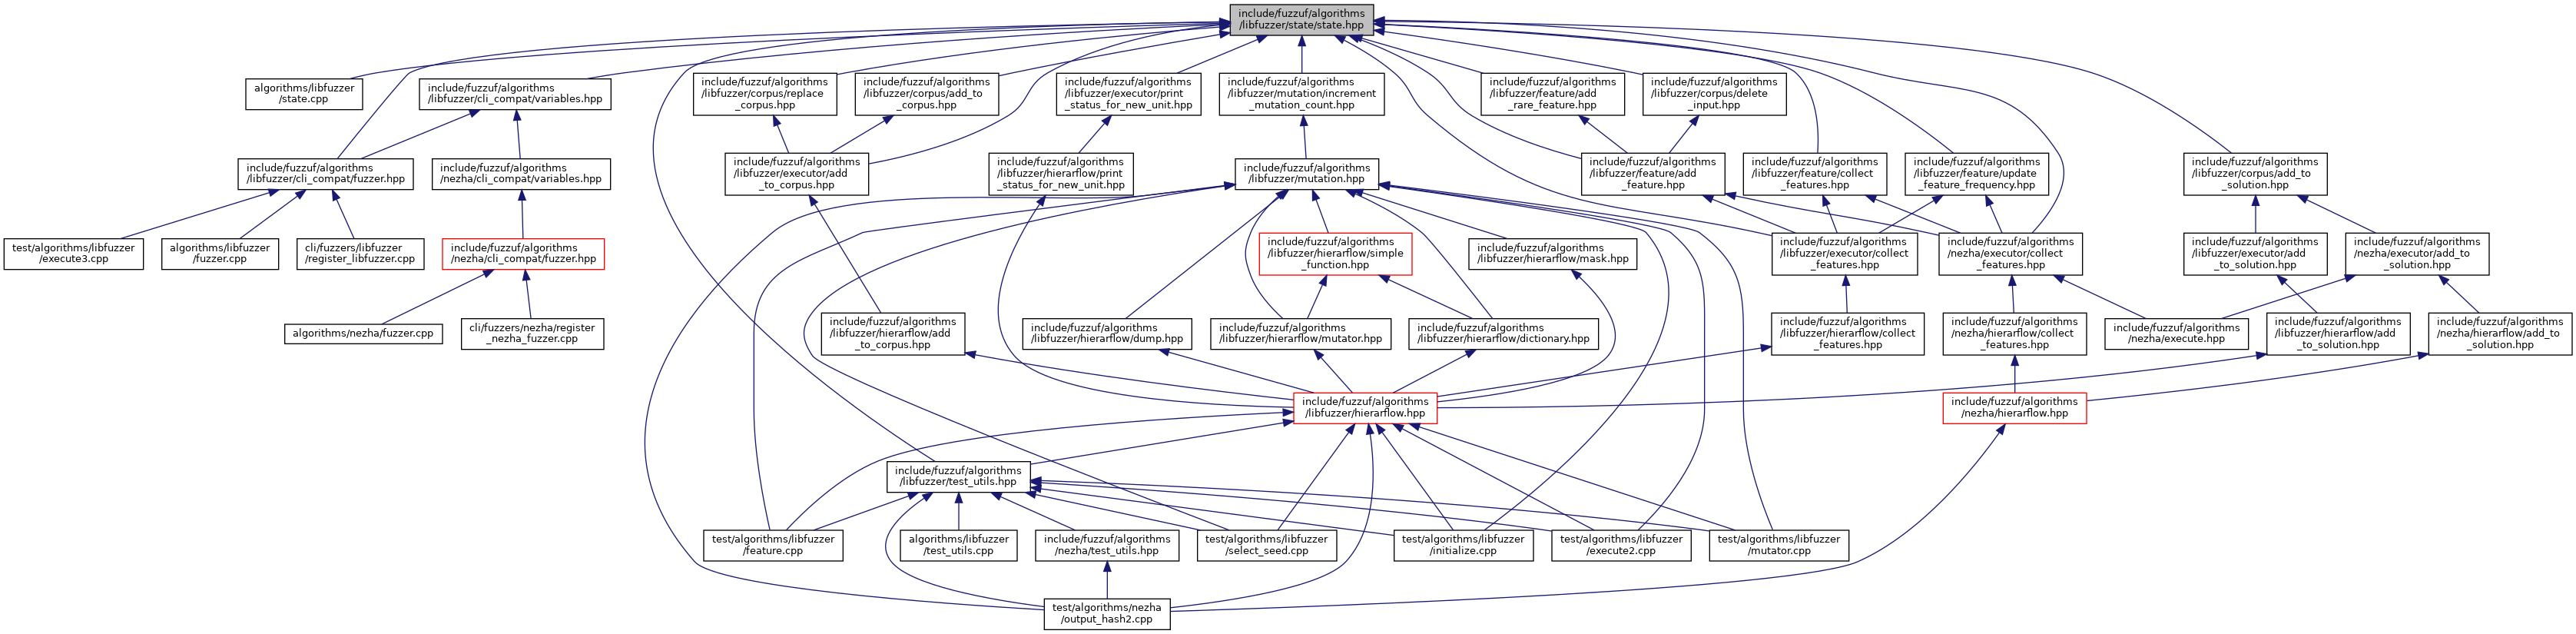 include/fuzzuf/algorithms
/libfuzzer/state/state.hpp
algorithms/libfuzzer
/state.cpp
include/fuzzuf/algorithms
/libfuzzer/cli_compat/variables.hpp
include/fuzzuf/algorithms
/libfuzzer/corpus/replace
_corpus.hpp
include/fuzzuf/algorithms
/libfuzzer/corpus/add_to
_corpus.hpp
include/fuzzuf/algorithms
/libfuzzer/executor/print
_status_for_new_unit.hpp
include/fuzzuf/algorithms
/libfuzzer/mutation/increment
_mutation_count.hpp
include/fuzzuf/algorithms
/libfuzzer/feature/add
_rare_feature.hpp
include/fuzzuf/algorithms
/libfuzzer/corpus/delete
_input.hpp
include/fuzzuf/algorithms
/libfuzzer/cli_compat/fuzzer.hpp
include/fuzzuf/algorithms
/nezha/cli_compat/variables.hpp
include/fuzzuf/algorithms
/libfuzzer/executor/add
_to_corpus.hpp
include/fuzzuf/algorithms
/libfuzzer/hierarflow/print
_status_for_new_unit.hpp
include/fuzzuf/algorithms
/libfuzzer/mutation.hpp
include/fuzzuf/algorithms
/libfuzzer/feature/add
_feature.hpp
include/fuzzuf/algorithms
/libfuzzer/feature/collect
_features.hpp
include/fuzzuf/algorithms
/libfuzzer/feature/update
_feature_frequency.hpp
include/fuzzuf/algorithms
/libfuzzer/corpus/add_to
_solution.hpp
test/algorithms/libfuzzer
/execute3.cpp
algorithms/libfuzzer
/fuzzer.cpp
cli/fuzzers/libfuzzer
/register_libfuzzer.cpp
include/fuzzuf/algorithms
/nezha/cli_compat/fuzzer.hpp
include/fuzzuf/algorithms
/libfuzzer/hierarflow/simple
_function.hpp
include/fuzzuf/algorithms
/libfuzzer/hierarflow/mask.hpp
include/fuzzuf/algorithms
/libfuzzer/executor/collect
_features.hpp
include/fuzzuf/algorithms
/nezha/executor/collect
_features.hpp
include/fuzzuf/algorithms
/libfuzzer/executor/add
_to_solution.hpp
include/fuzzuf/algorithms
/nezha/executor/add_to
_solution.hpp
algorithms/nezha/fuzzer.cpp
cli/fuzzers/nezha/register
_nezha_fuzzer.cpp
include/fuzzuf/algorithms
/libfuzzer/hierarflow/add
_to_corpus.hpp
include/fuzzuf/algorithms
/libfuzzer/hierarflow/dump.hpp
include/fuzzuf/algorithms
/libfuzzer/hierarflow/mutator.hpp
include/fuzzuf/algorithms
/libfuzzer/hierarflow/dictionary.hpp
include/fuzzuf/algorithms
/libfuzzer/hierarflow/collect
_features.hpp
include/fuzzuf/algorithms
/nezha/hierarflow/collect
_features.hpp
include/fuzzuf/algorithms
/nezha/execute.hpp
include/fuzzuf/algorithms
/libfuzzer/hierarflow/add
_to_solution.hpp
include/fuzzuf/algorithms
/nezha/hierarflow/add_to
_solution.hpp
include/fuzzuf/algorithms
/libfuzzer/hierarflow.hpp
include/fuzzuf/algorithms
/nezha/hierarflow.hpp
include/fuzzuf/algorithms
/libfuzzer/test_utils.hpp
test/algorithms/libfuzzer
/feature.cpp
algorithms/libfuzzer
/test_utils.cpp
include/fuzzuf/algorithms
/nezha/test_utils.hpp
test/algorithms/libfuzzer
/select_seed.cpp
test/algorithms/libfuzzer
/initialize.cpp
test/algorithms/libfuzzer
/execute2.cpp
test/algorithms/libfuzzer
/mutator.cpp
test/algorithms/nezha
/output_hash2.cpp